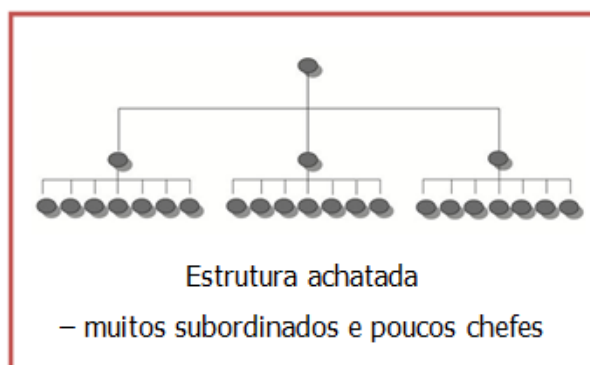 Estrutura achatada
– muitos subordinados e poucos chefes